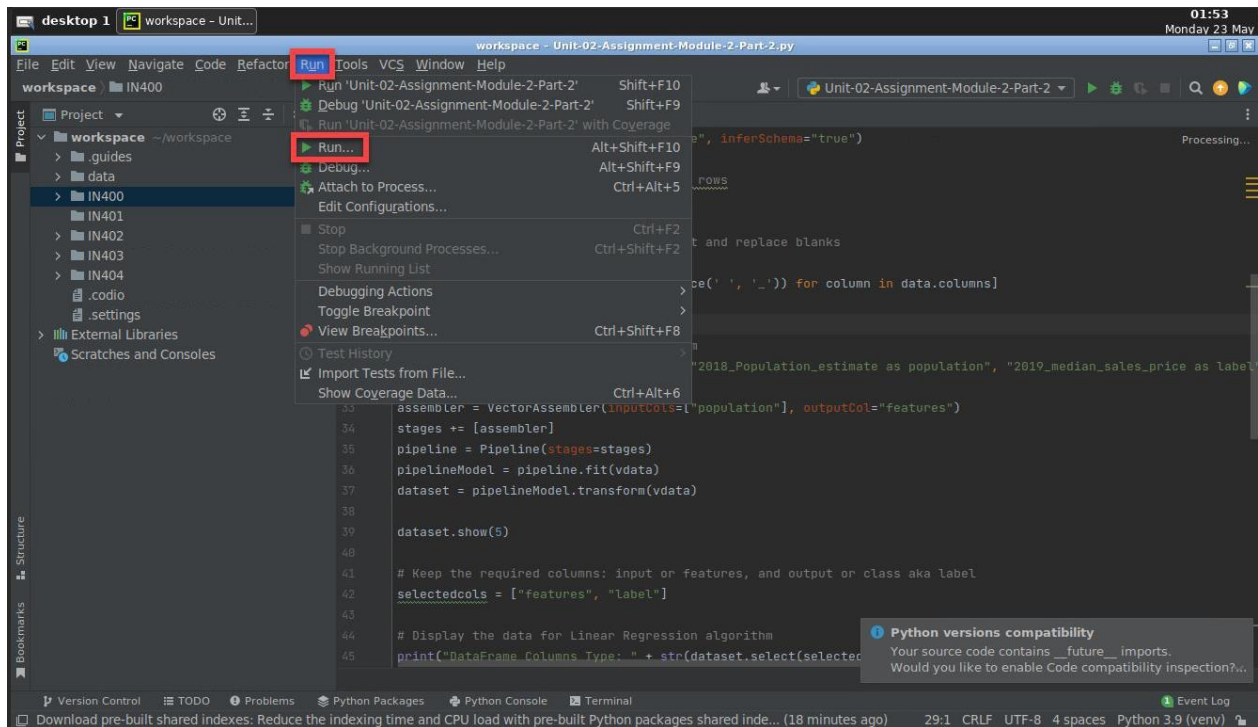 desktop 1 workspace – Unit...
01:53
Monday 23 May
workspace – Unit-02-Assignment-Module-2-Part-2.py
File Edit View Navigate Code Refactor Run Tools VCS Window Help
workspace IN400
Unit-02-Assignment-Module-2-Part-2
Project
Project
workspace ~/workspace
.guides
data
IN400
IN401
IN402
IN403
IN404
.codio
.settings
External Libraries
Scratches and Consoles
Run 'Unit-02-Assignment-Module-2-Part-2' Shift+F10
Debug 'Unit-02-Assignment-Module-2-Part-2' Shift+F9
Run 'Unit-02-Assignment-Module-2-Part-2' with Coverage
Run... Alt+Shift+F10
Debug... Alt+Shift+F9
Attach to Process... Ctrl+Alt+5
Edit Configurations...
Stop Ctrl+F2
Stop Background Processes... Ctrl+Shift+F2
Show Running List
Debugging Actions
Toggle Breakpoint
View Breakpoints... Ctrl+Shift+F8
Test History
Import Tests from File...
Show Coverage Data... Ctrl+Alt+6
Processing...
", inferSchema="true")
rows
t and replace blanks
ce(' ', '_')) for column in data.columns]
"2018_Population_estimate as population", "2019_median_sales_price as label"
33 assembler = VectorAssembler(inputCols=["population"], outputCol="features")
34 stages += [assembler]
35 pipeline = Pipeline(stages=stages)
36 pipelineModel = pipeline.fit(vdata)
37 dataset = pipelineModel.transform(vdata)
38
39 dataset.show(5)
40
41 # Keep the required columns: input or features, and output or class aka label
42 selectedcols = ["features", "label"]
43
44 # Display the data for Linear Regression algorithm
45 print("DataFrame Columns Type: " + str(dataset.select(selected
Python versions compatibility
Your source code contains __future__ imports.
Would you like to enable Code compatibility inspection?...
Structure
Bookmarks
Version Control TODO Problems Python Packages Python Console Terminal
1 Event Log
Download pre-built shared indexes: Reduce the indexing time and CPU load with pre-built Python packages shared inde... (18 minutes ago) 29:1 CRLF UTF-8 4 spaces Python 3.9 (venv)